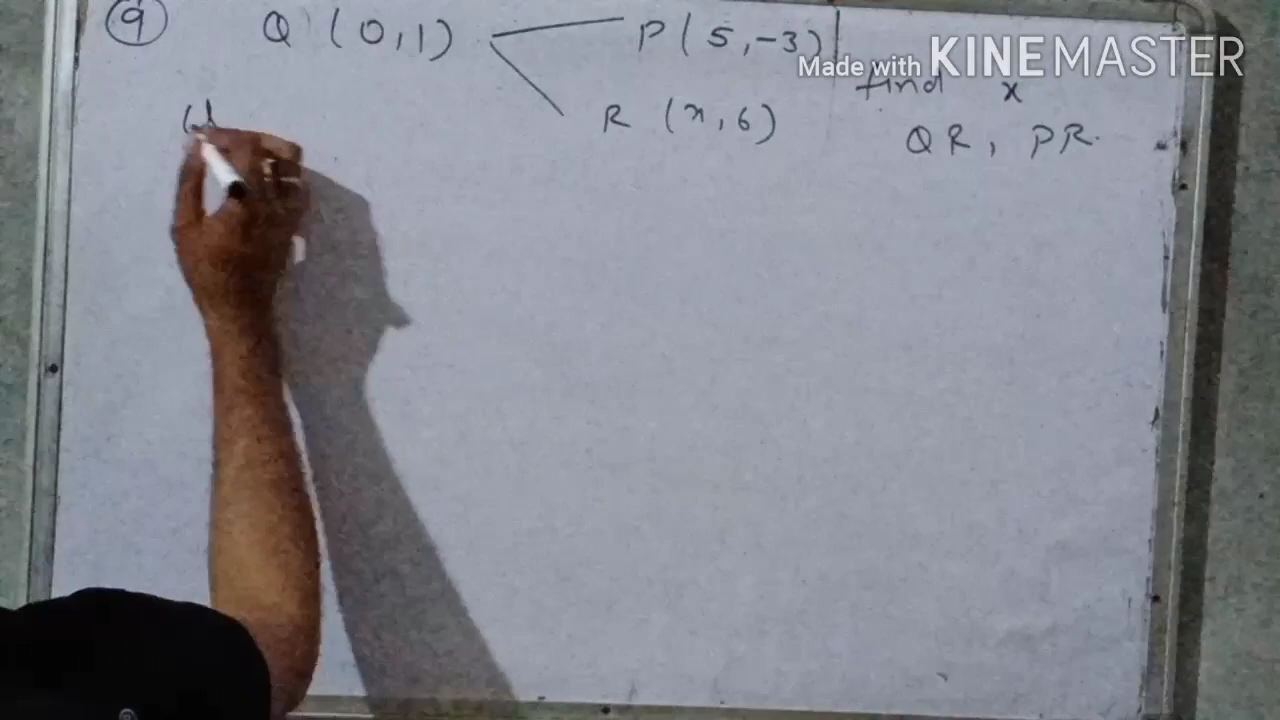 9 Q (0,1) P (5,-3)
Made with KINEMASTER
find x
R (x,6)
QR, PR.